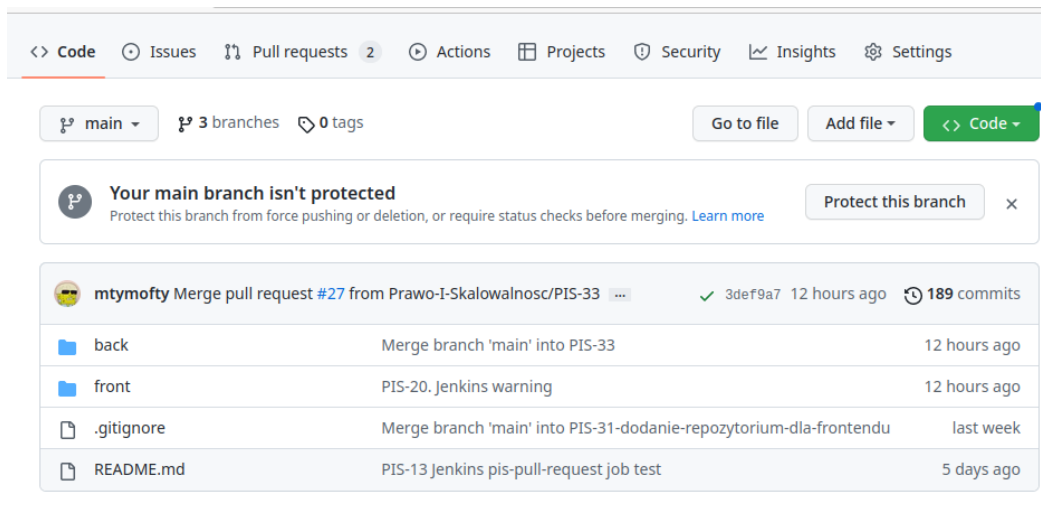 <> Code Issues Pull requests 2 Actions Projects Security Insights Settings
main 3 branches 0 tags Go to file Add file <> Code
Your main branch isn't protected
Protect this branch from force pushing or deletion, or require status checks before merging. Learn more
Protect this branch ×
mtymofty Merge pull request #27 from Prawo-I-Skalowalnosc/PIS-33 ... 3def9a7 12 hours ago 189 commits
back Merge branch 'main' into PIS-33 12 hours ago
front PIS-20. Jenkins warning 12 hours ago
.gitignore Merge branch 'main' into PIS-31-dodanie-repozytorium-dla-frontendu last week
README.md PIS-13 Jenkins pis-pull-request job test 5 days ago